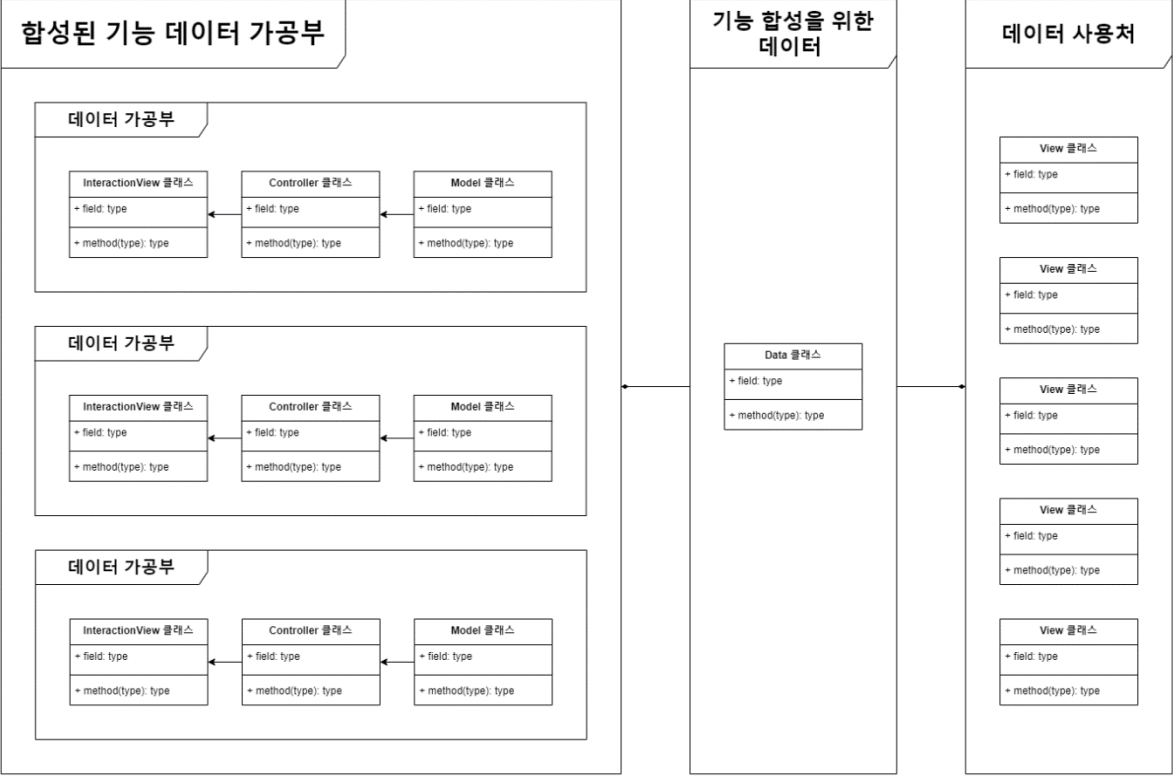 합성된 기능 데이터 가공부
데이터 가공부
InteractionView 클래스
+ field: type
+ method(type): type
Controller 클래스
+ field: type
+ method(type): type
Model 클래스
+ field: type
+ method(type): type
데이터 가공부
InteractionView 클래스
+ field: type
+ method(type): type
Controller 클래스
+ field: type
+ method(type): type
Model 클래스
+ field: type
+ method(type): type
데이터 가공부
InteractionView 클래스
+ field: type
+ method(type): type
Controller 클래스
+ field: type
+ method(type): type
Model 클래스
+ field: type
+ method(type): type
기능 합성을 위한
데이터
Data 클래스
+ field: type
+ method(type): type
데이터 사용처
View 클래스
+ field: type
+ method(type): type
View 클래스
+ field: type
+ method(type): type
View 클래스
+ field: type
+ method(type): type
View 클래스
+ field: type
+ method(type): type
View 클래스
+ field: type
+ method(type): type